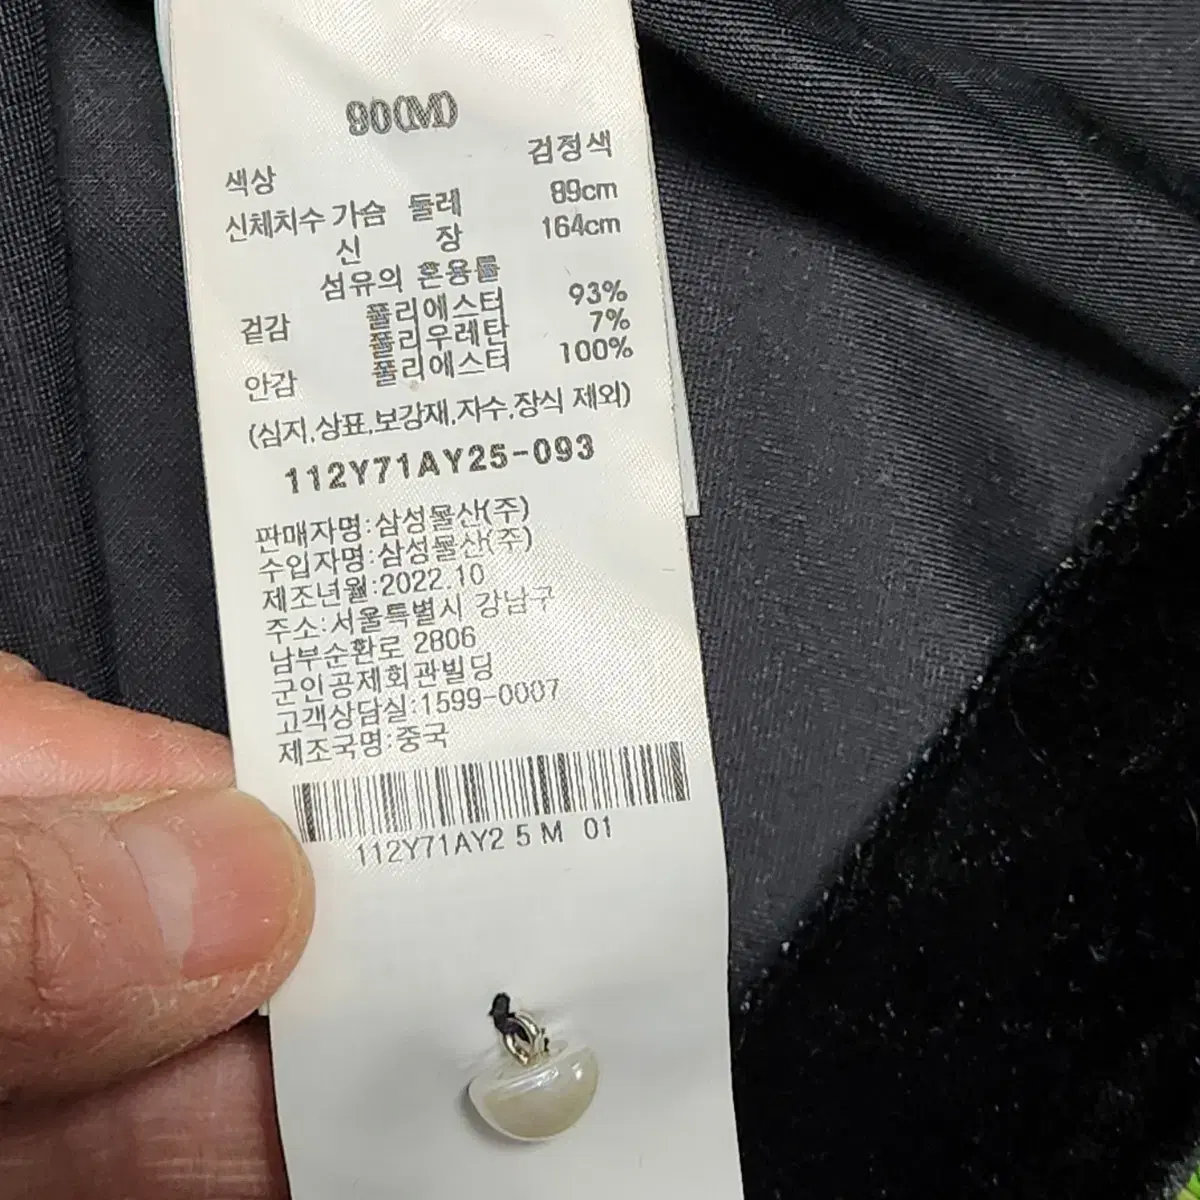 90(M)
색상 검정색
신체치수 가슴 둘레 89cm
신 장 164cm
섬유의 혼용률
겉감 폴리에스터 93%
폴리우레탄 7%
안감 폴리에스터 100%
(심지,상표,보강재,자수,장식 제외)
112Y71AY25-093
판매자명:삼성물산(주)
수입자명:삼성물산(주)
제조년월:2022.10
주소:서울특별시 강남구
남부순환로 2806
군인공제회관빌딩
고객상담실:1599-0007
제조국명:중국
112Y71AY2 5 M 01